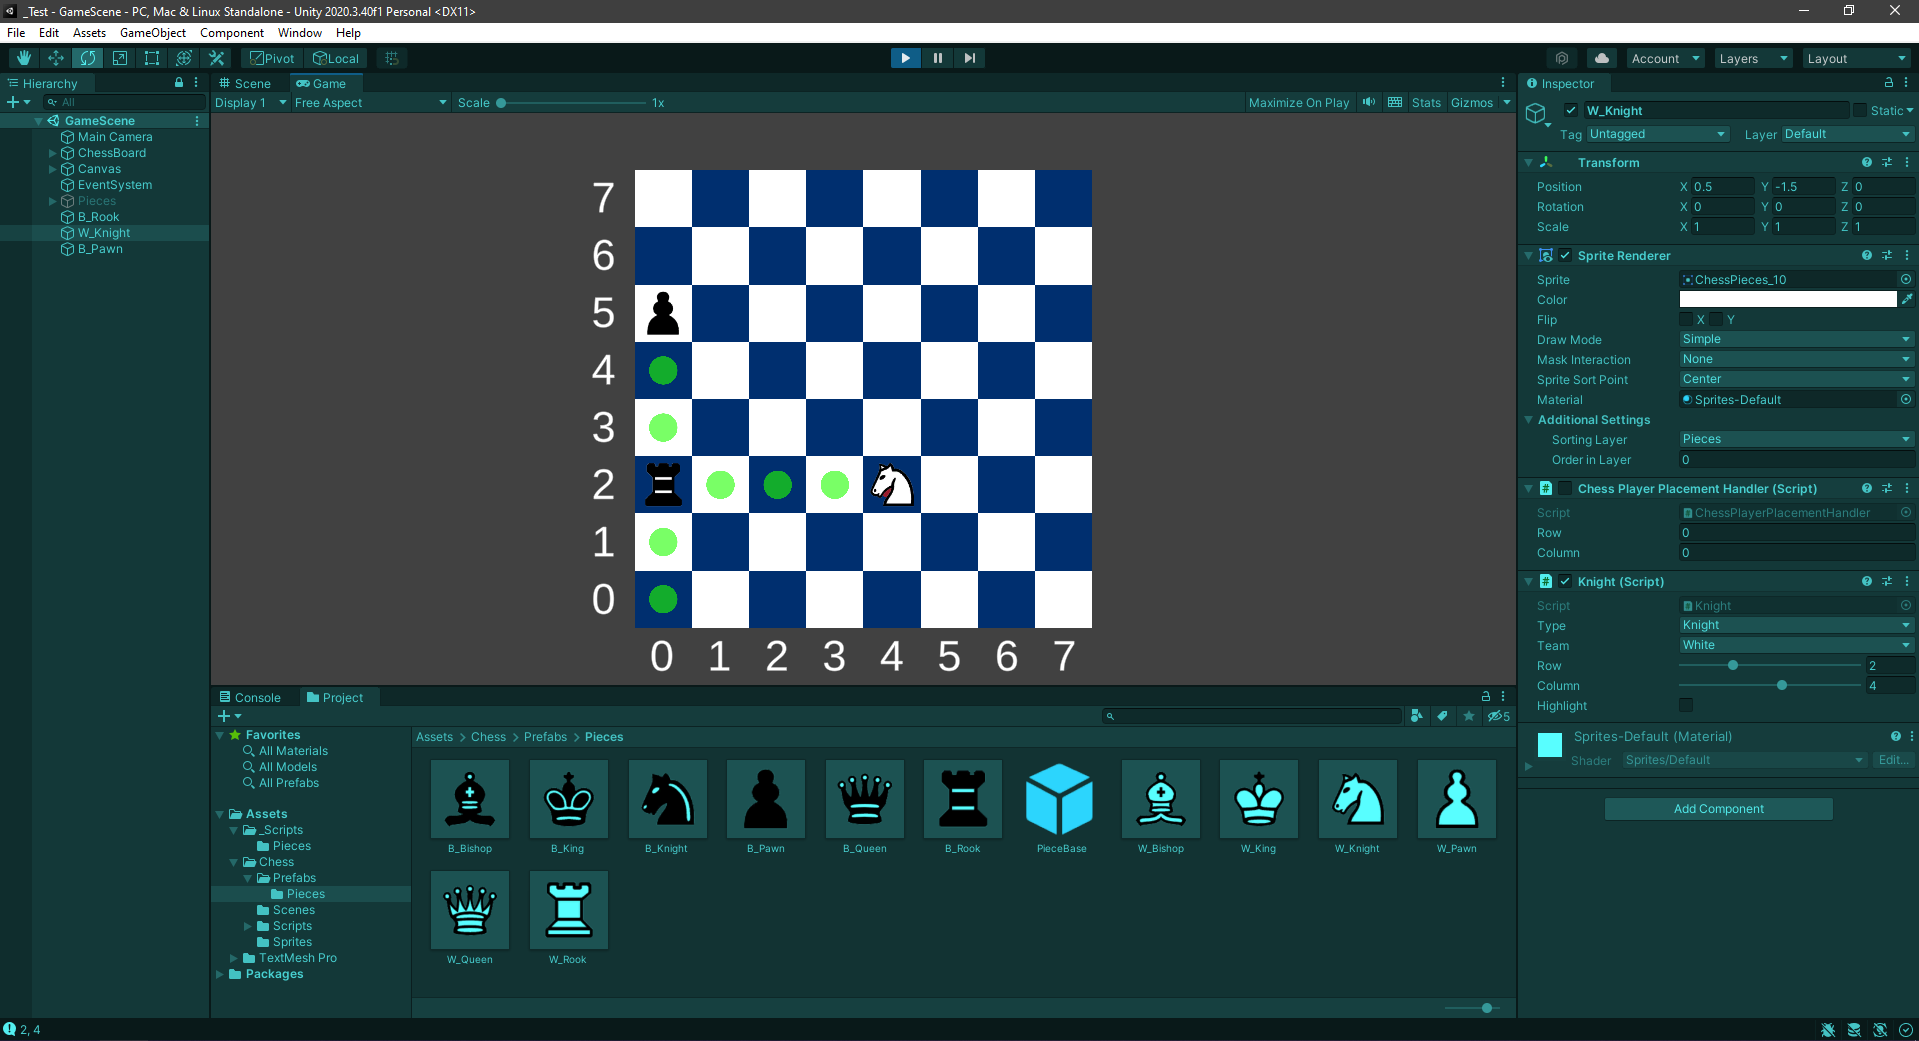 _Test - GameScene - PC, Mac & Linux Standalone - Unity 2020.3.40f1 Personal <DX11>
File Edit Assets GameObject Component Window Help
Pivot Local Account Layers Layout
Hierarchy
All
GameScene
Main Camera
ChessBoard
Canvas
EventSystem
Pieces
B_Rook
W_Knight
B_Pawn
Scene Game
Display 1 Free Aspect Scale 1x Maximize On Play Stats Gizmos
7
6
5
4
3
2
1
0
0 1 2 3 4 5 6 7
Console Project
5
Favorites
All Materials
All Models
All Prefabs
Assets
_Scripts
Pieces
Chess
Prefabs
Pieces
Scenes
Scripts
Sprites
TextMesh Pro
Packages
Assets > Chess > Prefabs > Pieces
B_Bishop B_King B_Knight B_Pawn B_Queen B_Rook PieceBase W_Bishop W_King W_Knight W_Pawn
W_Queen W_Rook
Inspector
W_Knight Static
Tag Untagged Layer Default
Transform
Position X 0.5 Y -1.5 Z 0
Rotation X 0 Y 0 Z 0
Scale X 1 Y 1 Z 1
Sprite Renderer
Sprite ChessPieces_10
Color
Flip X Y
Draw Mode Simple
Mask Interaction None
Sprite Sort Point Center
Material Sprites-Default
Additional Settings
Sorting Layer Pieces
Order in Layer 0
# Chess Player Placement Handler (Script)
Script ChessPlayerPlacementHandler
Row 0
Column 0
# Knight (Script)
Script Knight
Type Knight
Team White
Row 2
Column 4
Highlight
Sprites-Default (Material)
Shader Sprites/Default Edit...
Add Component
2, 4